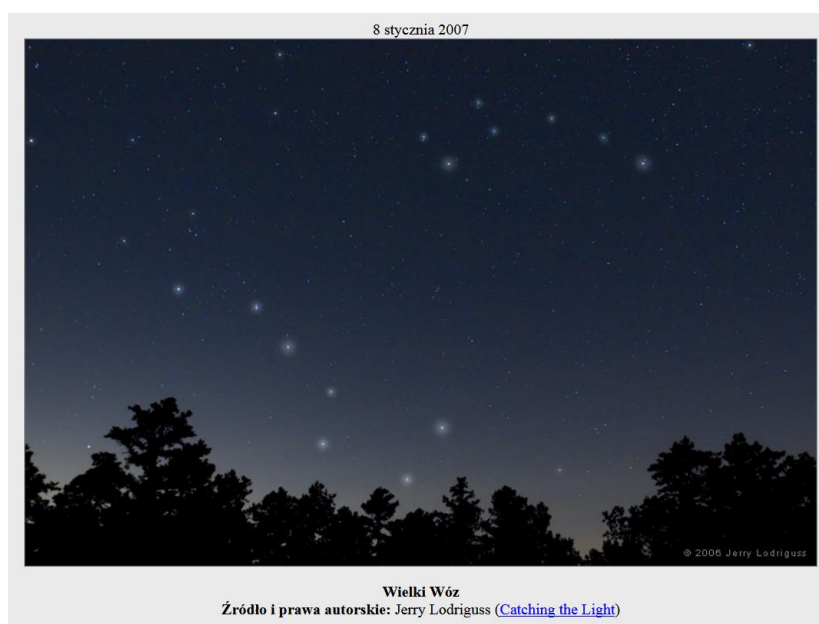 8 stycznia 2007
© 2006 Jerry Lodriguss
Wielki Wóz
Źródło i prawa autorskie: Jerry Lodriguss (Catching the Light)